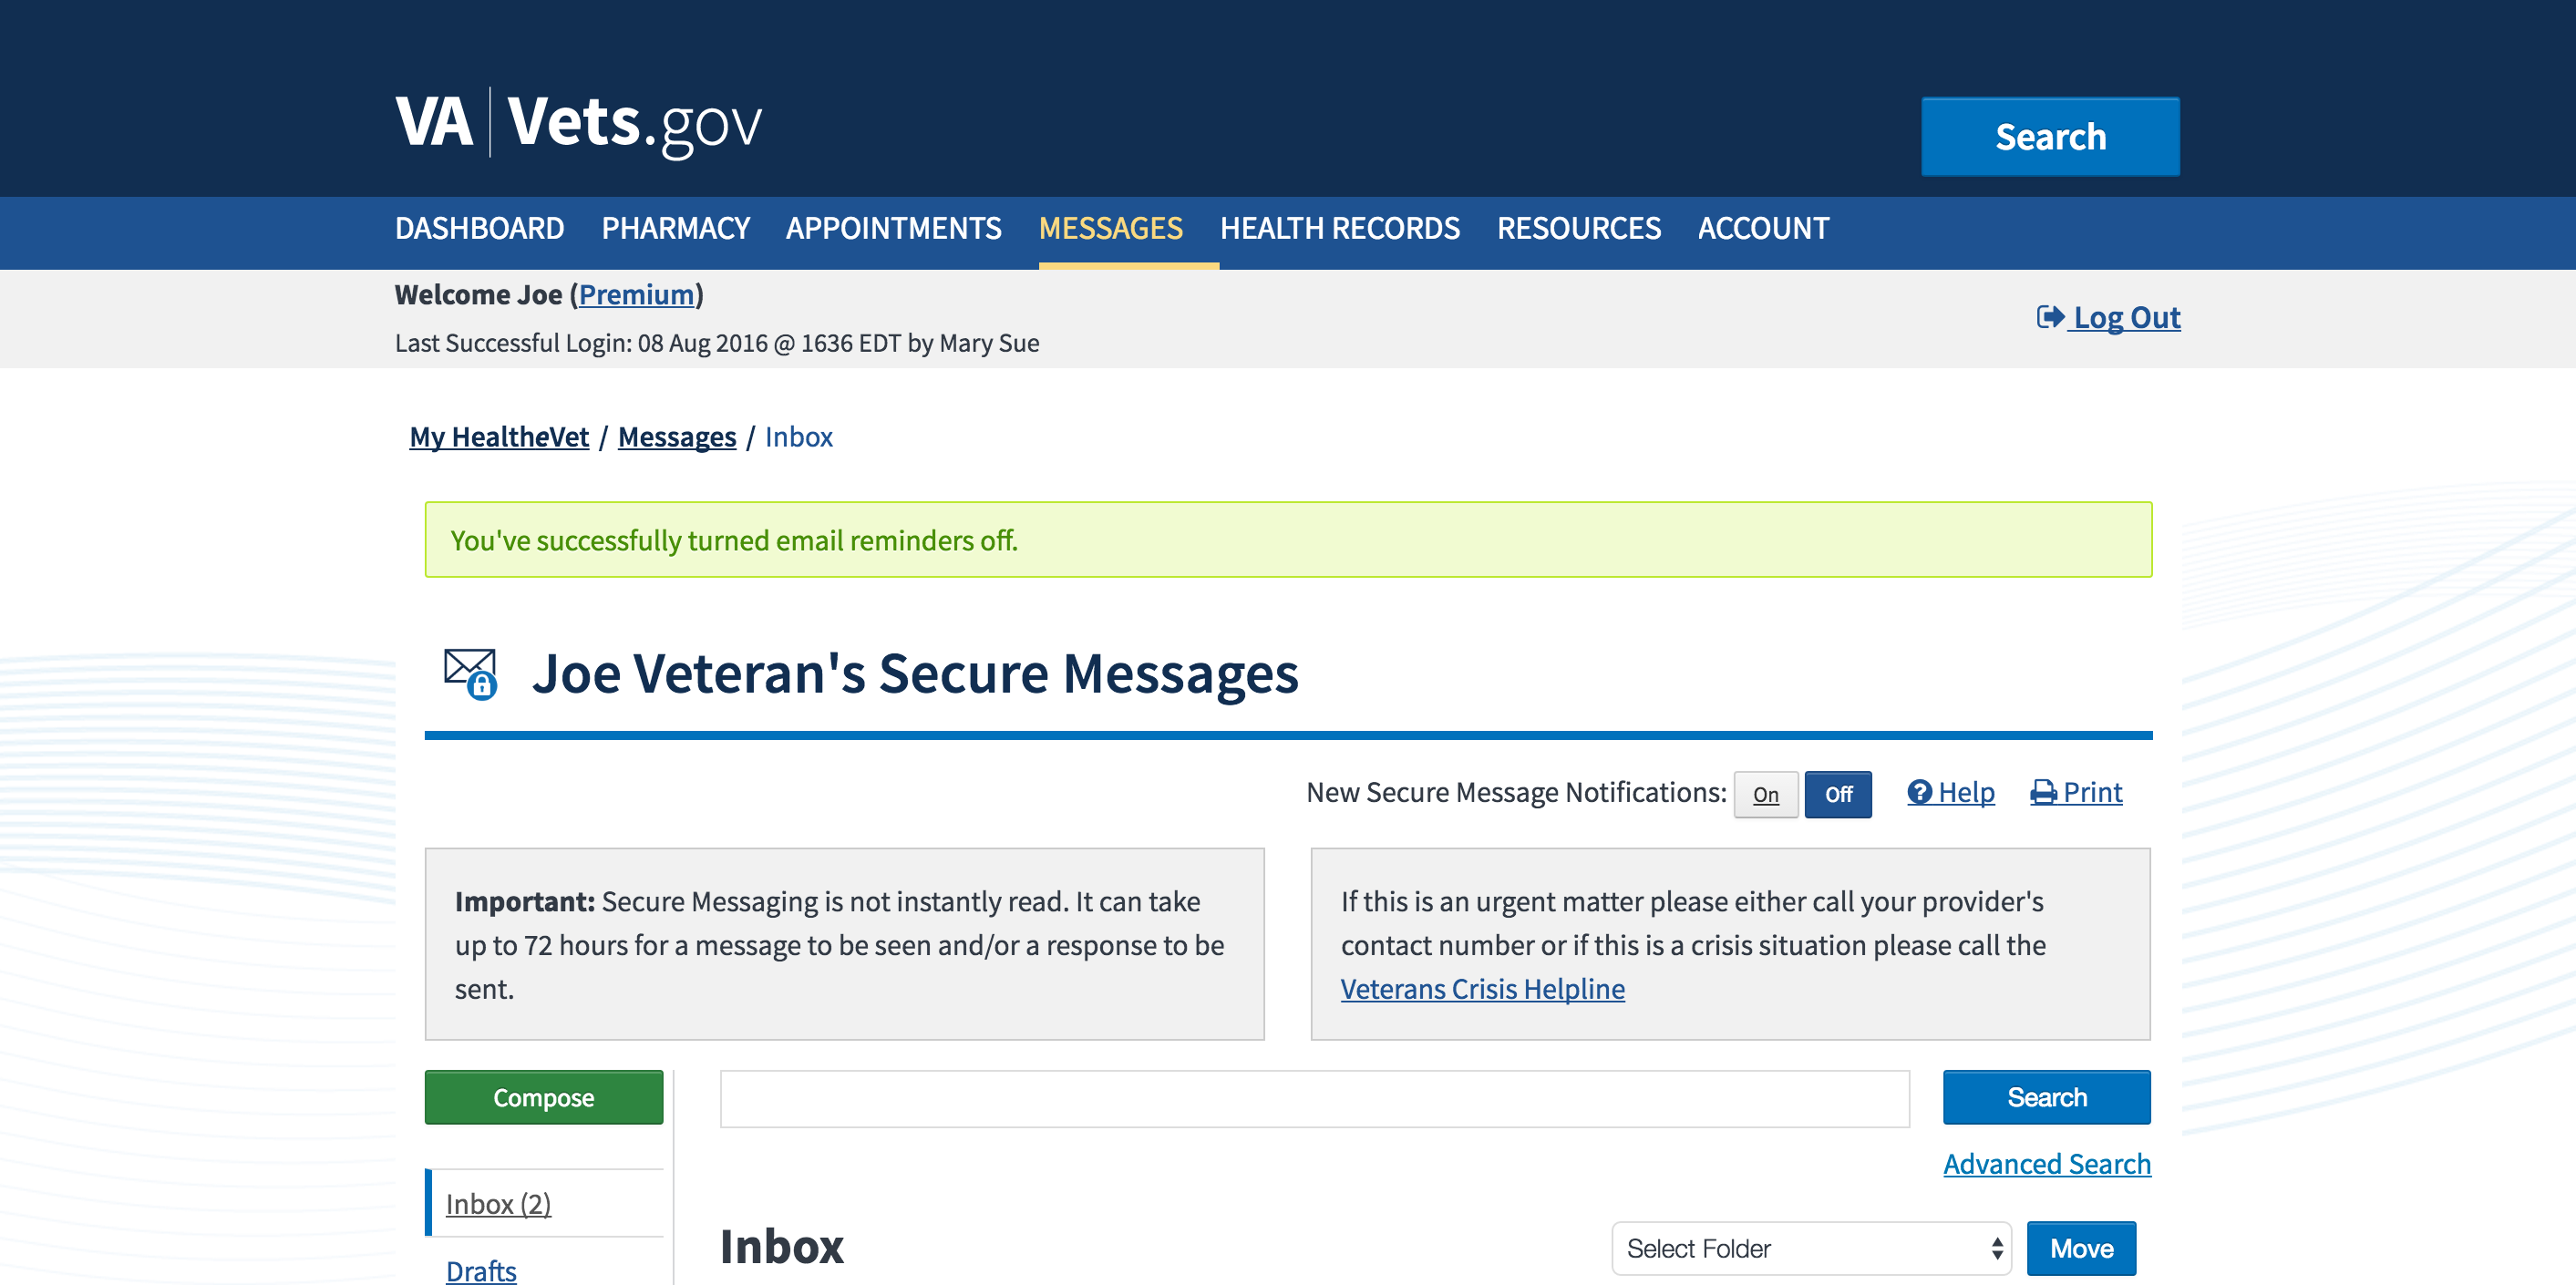 VA | Vets.gov
Search
DASHBOARD PHARMACY APPOINTMENTS MESSAGES HEALTH RECORDS RESOURCES ACCOUNT
Welcome Joe (Premium)
Last Successful Login: 08 Aug 2016 @ 1636 EDT by Mary Sue
Log Out
My HealtheVet / Messages / Inbox
You've successfully turned email reminders off.
Joe Veteran's Secure Messages
New Secure Message Notifications: On Off Help Print
Important: Secure Messaging is not instantly read. It can take
up to 72 hours for a message to be seen and/or a response to be
sent.
If this is an urgent matter please either call your provider's
contact number or if this is a crisis situation please call the
Veterans Crisis Helpline
Compose
Search
Advanced Search
Inbox (2)
Drafts
Inbox
Select Folder
Move